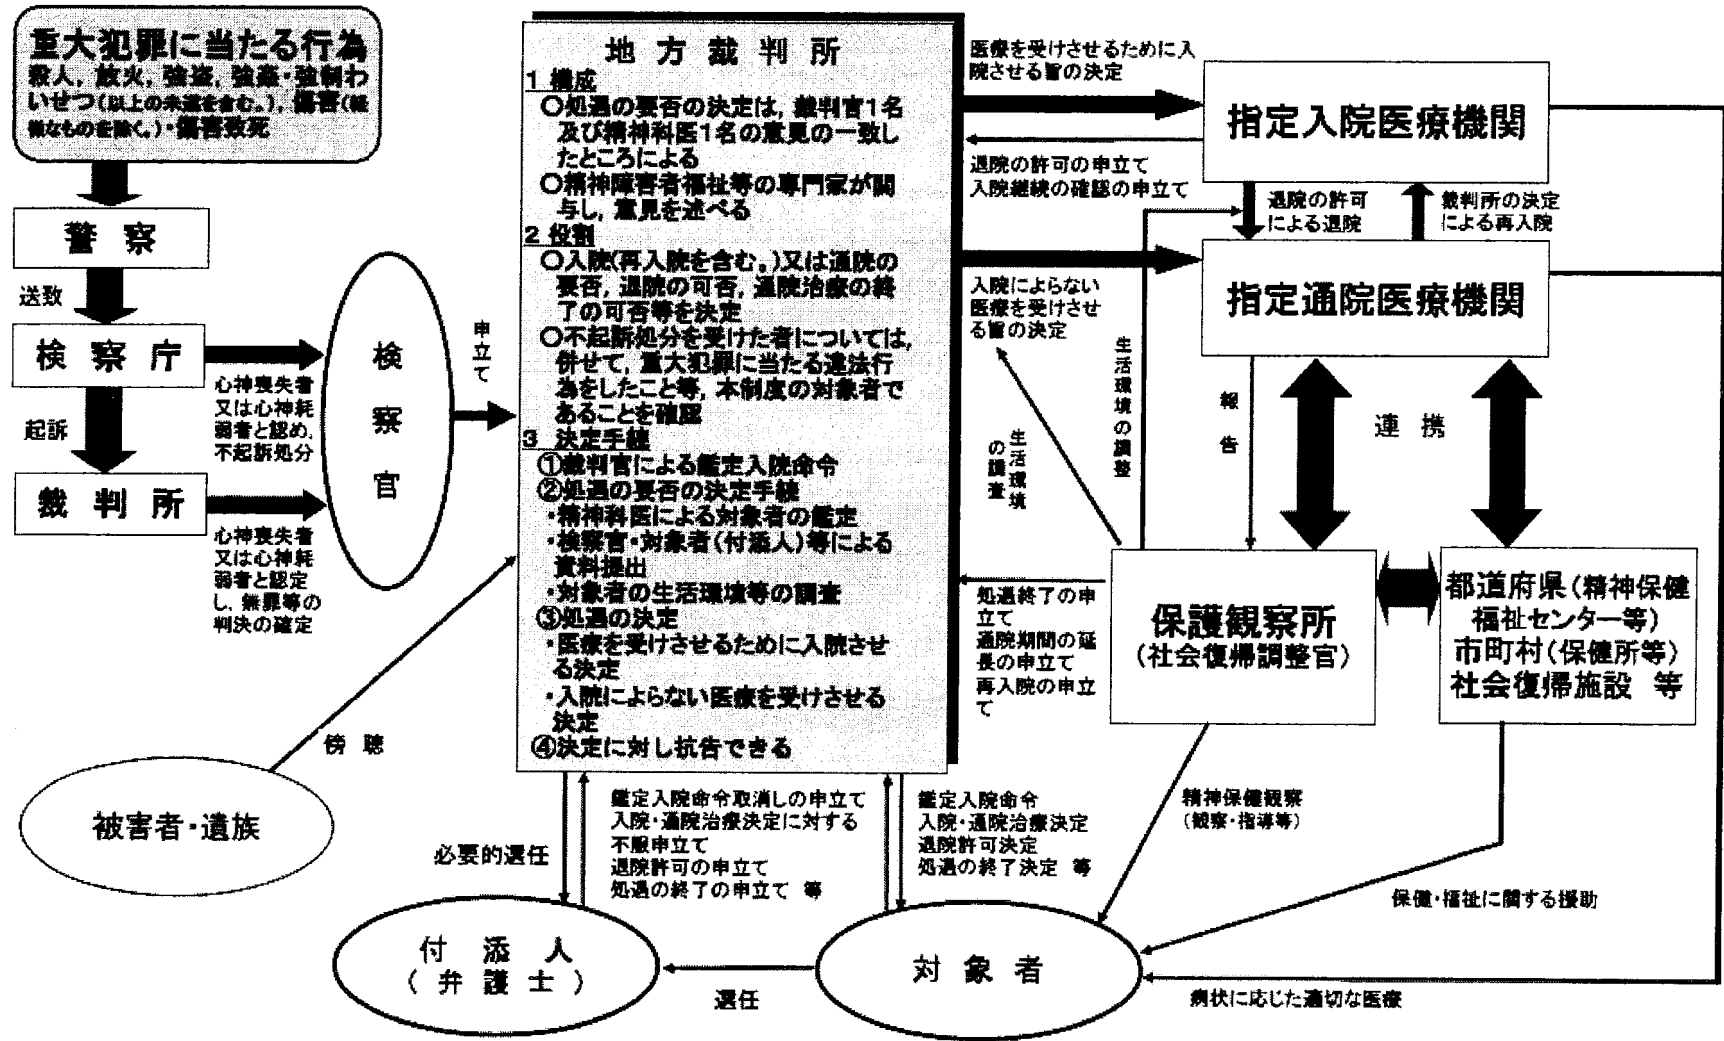 重大犯罪に当たる行為
殺人，放火，強盗，強姦・強制わ
いせつ(以上の未遂を含む。)，傷害(軽
微なものを除く。)・傷害致死
警 察
送致
検 察 庁
起訴
裁 判 所
心神喪失者
又は心神耗
弱者と認め，
不起訴処分
心神喪失者
又は心神耗
弱者と認定
し，無罪等の
判決の確定
検察官
申立て
地 方 裁 判 所
1 構成
○処遇の要否の決定は，裁判官1名
及び精神科医1名の意見の一致し
たところによる
○精神障害者福祉等の専門家が関
与し，意見を述べる
2 役割
○入院(再入院を含む。)又は通院の
要否，退院の可否，通院治療の終
了の可否等を決定
○不起訴処分を受けた者については，
併せて，重大犯罪に当たる違法行
為をしたこと等，本制度の対象者で
あることを確認
3 決定手続
①裁判官による鑑定入院命令
②処遇の要否の決定手続
・精神科医による対象者の鑑定
・検察官・対象者(付添人)等による
資料提出
・対象者の生活環境等の調査
③処遇の決定
・医療を受けさせるために入院させ
る決定
・入院によらない医療を受けさせる
決定
④決定に対し抗告できる
医療を受けさせるために入
院させる旨の決定
退院の許可の申立て
入院継続の確認の申立て
指定入院医療機関
退院の許可
による退院
裁判所の決定
による再入院
入院によらない
医療を受けさせ
る旨の決定
指定通院医療機関
生活環境の調整
生活環境
の調査
報告
連 携
処遇終了の申
立て
通院期間の延
長の申立て
再入院の申立
て
保護観察所
(社会復帰調整官)
都道府県(精神保健
福祉センター等)
市町村(保健所等)
社会復帰施設 等
被害者・遺族
傍 聴
必要的選任
鑑定入院命令取消しの申立て
入院・通院治療決定に対する
不服申立て
退院許可の申立て
処遇の終了の申立て 等
鑑定入院命令
入院・通院治療決定
退院許可決定
処遇の終了決定 等
精神保健観察
(観察・指導等)
保健・福祉に関する援助
付 添 人
( 弁 護 士 )
選任
対 象 者
病状に応じた適切な医療